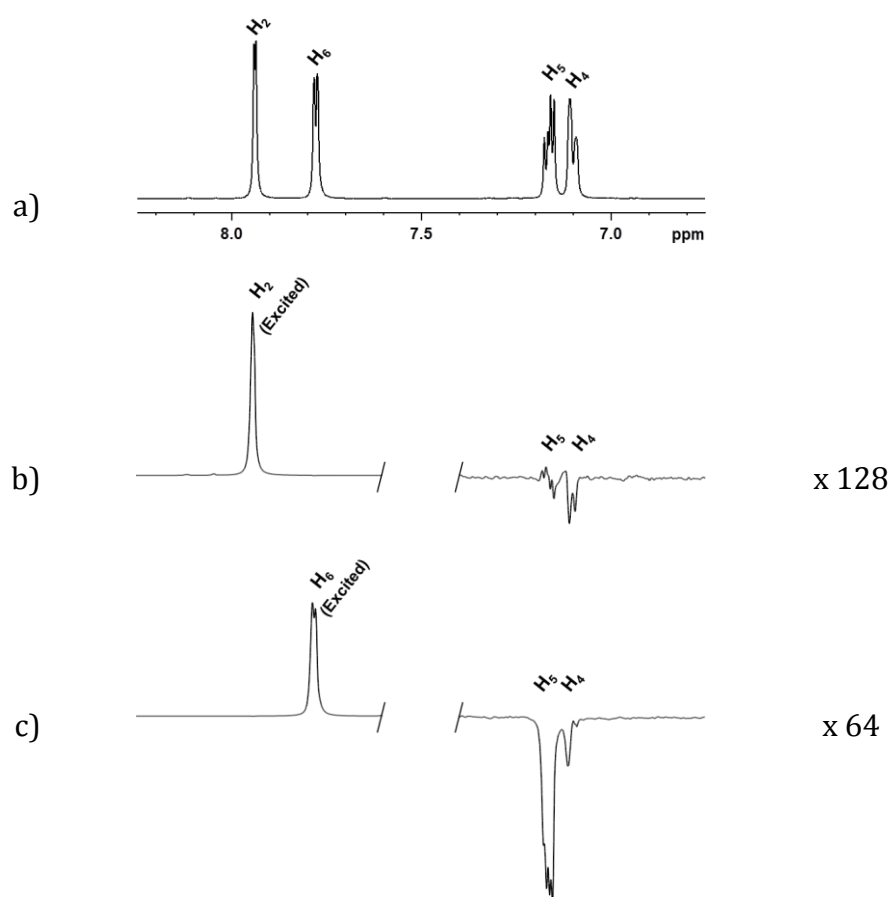 H₂
H₆
H₅
H₄
a)
8.0 7.5 7.0 ppm
H₂
(Excited)
H₅
H₄
b)
x 128
H₆
(Excited)
H₅
H₄
c)
x 64